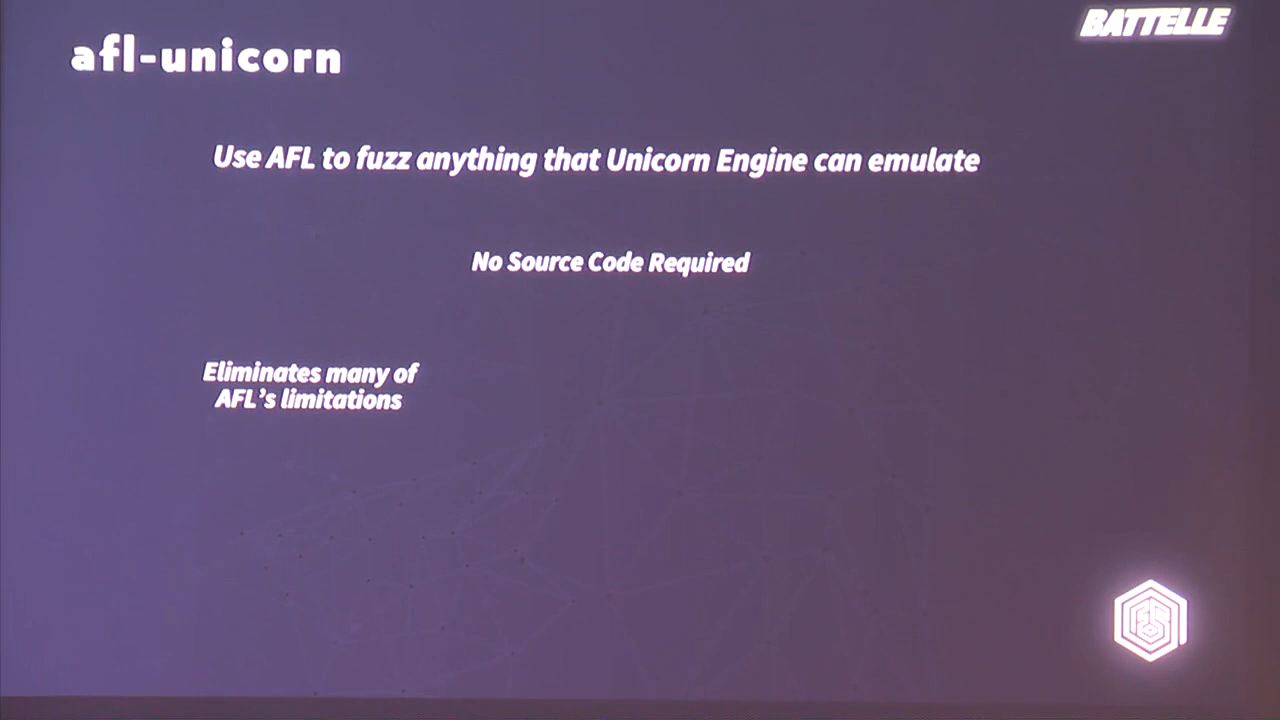 BATTELLE
afl-unicorn
Use AFL to fuzz anything that Unicorn Engine can emulate
No Source Code Required
Eliminates many of
AFL's limitations